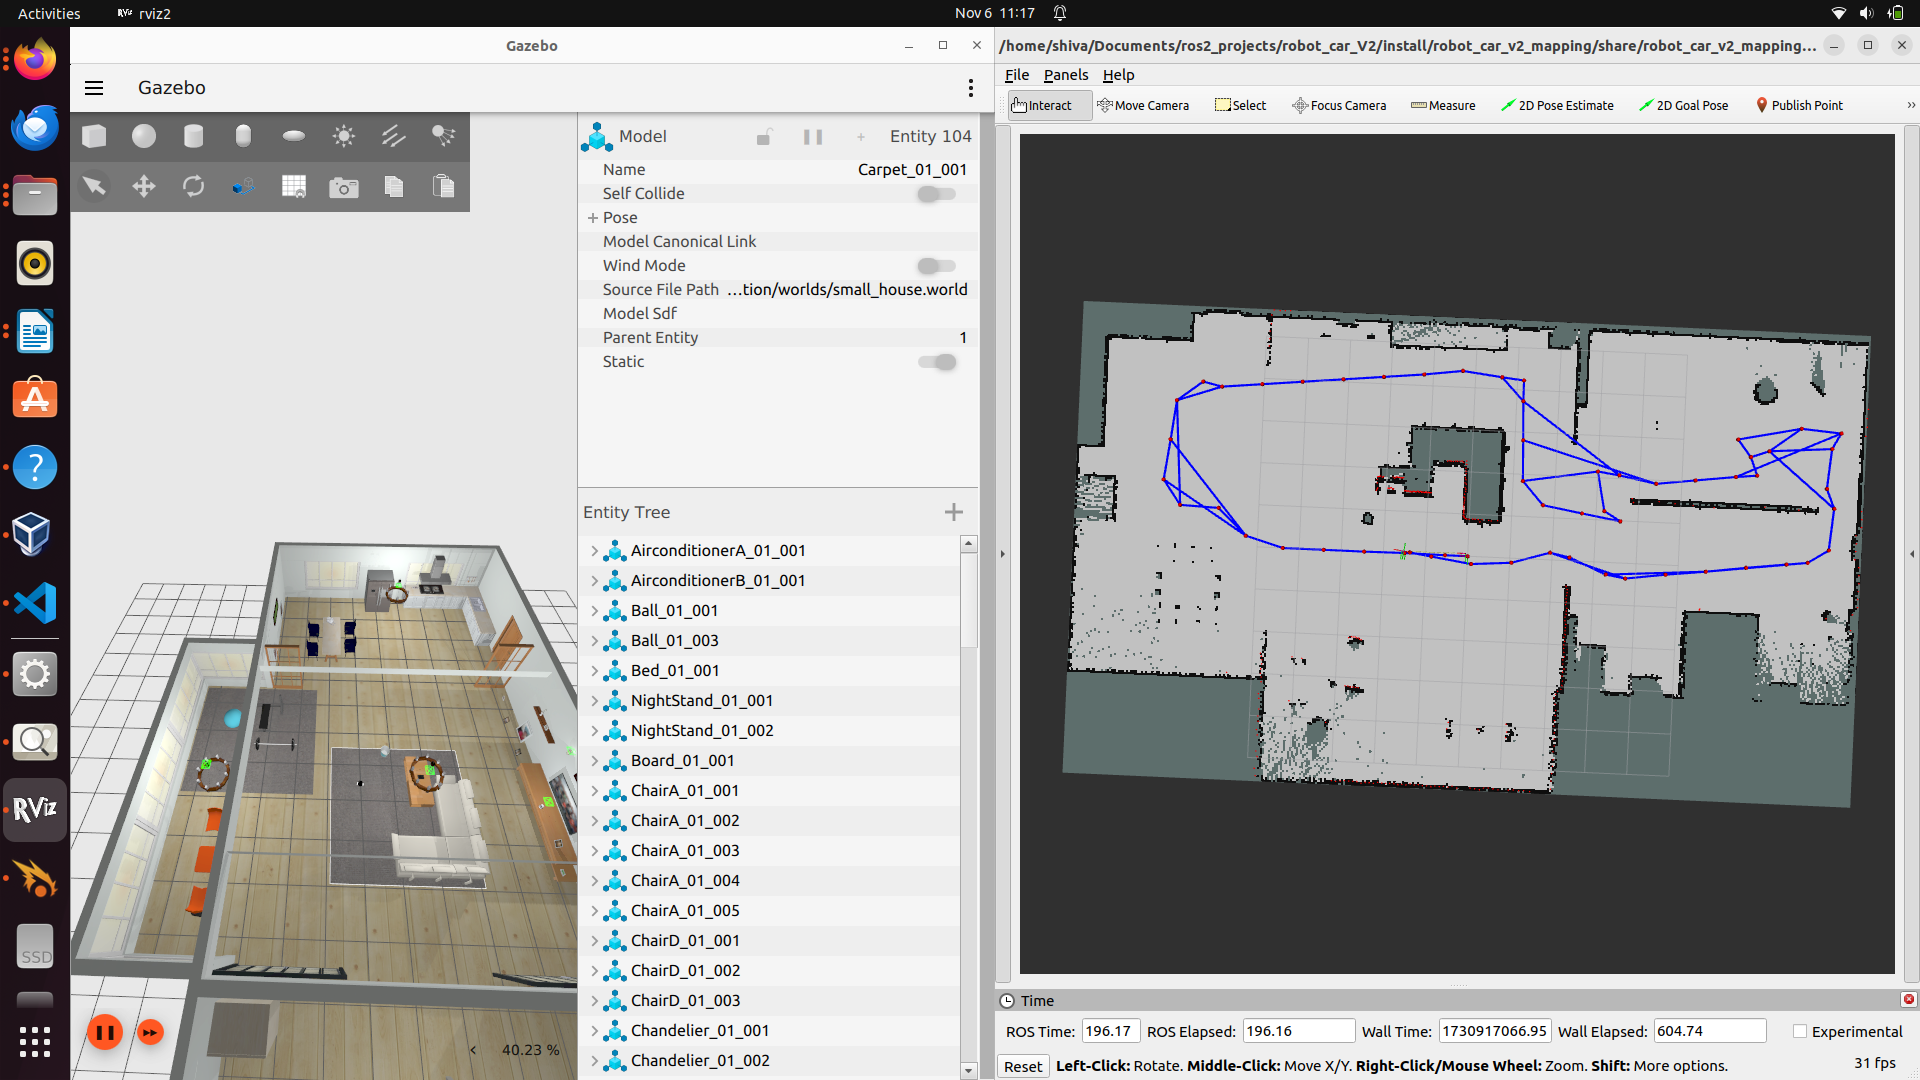 Activities
RViz rviz2
Nov 6 11:17
Gazebo
/home/shiva/Documents/ros2_projects/robot_car_V2/install/robot_car_v2_mapping/share/robot_car_v2_mapping...
Gazebo
File Panels Help
Interact Move Camera Select Focus Camera Measure 2D Pose Estimate 2D Goal Pose Publish Point »
Model Entity 104
Name Carpet_01_001
Self Collide
Pose
Model Canonical Link
Wind Mode
Source File Path ...tion/worlds/small_house.world
Model Sdf
Parent Entity 1
Static
Entity Tree
AirconditionerA_01_001
AirconditionerB_01_001
Ball_01_001
Ball_01_003
Bed_01_001
NightStand_01_001
NightStand_01_002
Board_01_001
ChairA_01_001
ChairA_01_002
ChairA_01_003
ChairA_01_004
ChairA_01_005
ChairD_01_001
ChairD_01_002
ChairD_01_003
Chandelier_01_001
Chandelier_01_002
40.23 %
RViz
SSD
Time
ROS Time: 196.17 ROS Elapsed: 196.16 Wall Time: 1730917066.95 Wall Elapsed: 604.74 Experimental
Reset Left-Click: Rotate. Middle-Click: Move X/Y. Right-Click/Mouse Wheel: Zoom. Shift: More options. 31 fps